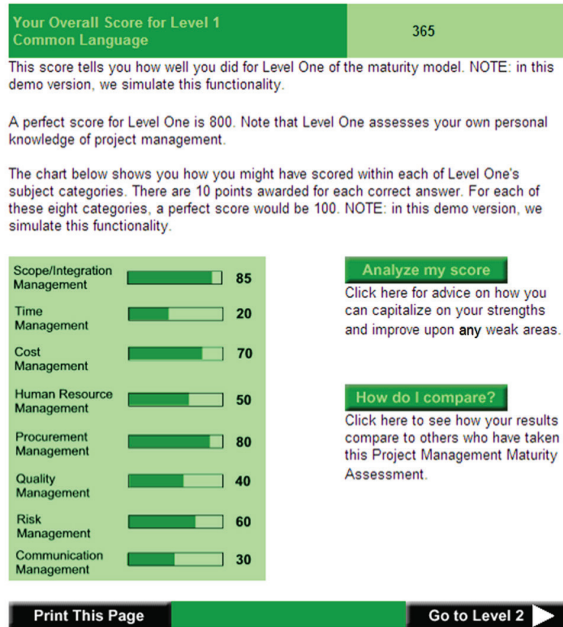 Your Overall Score for Level 1
Common Language
365
This score tells you how well you did for Level One of the maturity model. NOTE: in this
demo version, we simulate this functionality.
A perfect score for Level One is 800. Note that Level One assesses your own personal
knowledge of project management.
The chart below shows you how you might have scored within each of Level One's
subject categories. There are 10 points awarded for each correct answer. For each of
these eight categories, a perfect score would be 100. NOTE: in this demo version, we
simulate this functionality.
Scope/Integration
Management 85
Time
Management 20
Cost
Management 70
Human Resource
Management 50
Procurement
Management 80
Quality
Management 40
Risk
Management 60
Communication
Management 30
Analyze my score
Click here for advice on how you
can capitalize on your strengths
and improve upon any weak areas.
How do I compare?
Click here to see how your results
compare to others who have taken
this Project Management Maturity
Assessment.
Print This Page
Go to Level 2